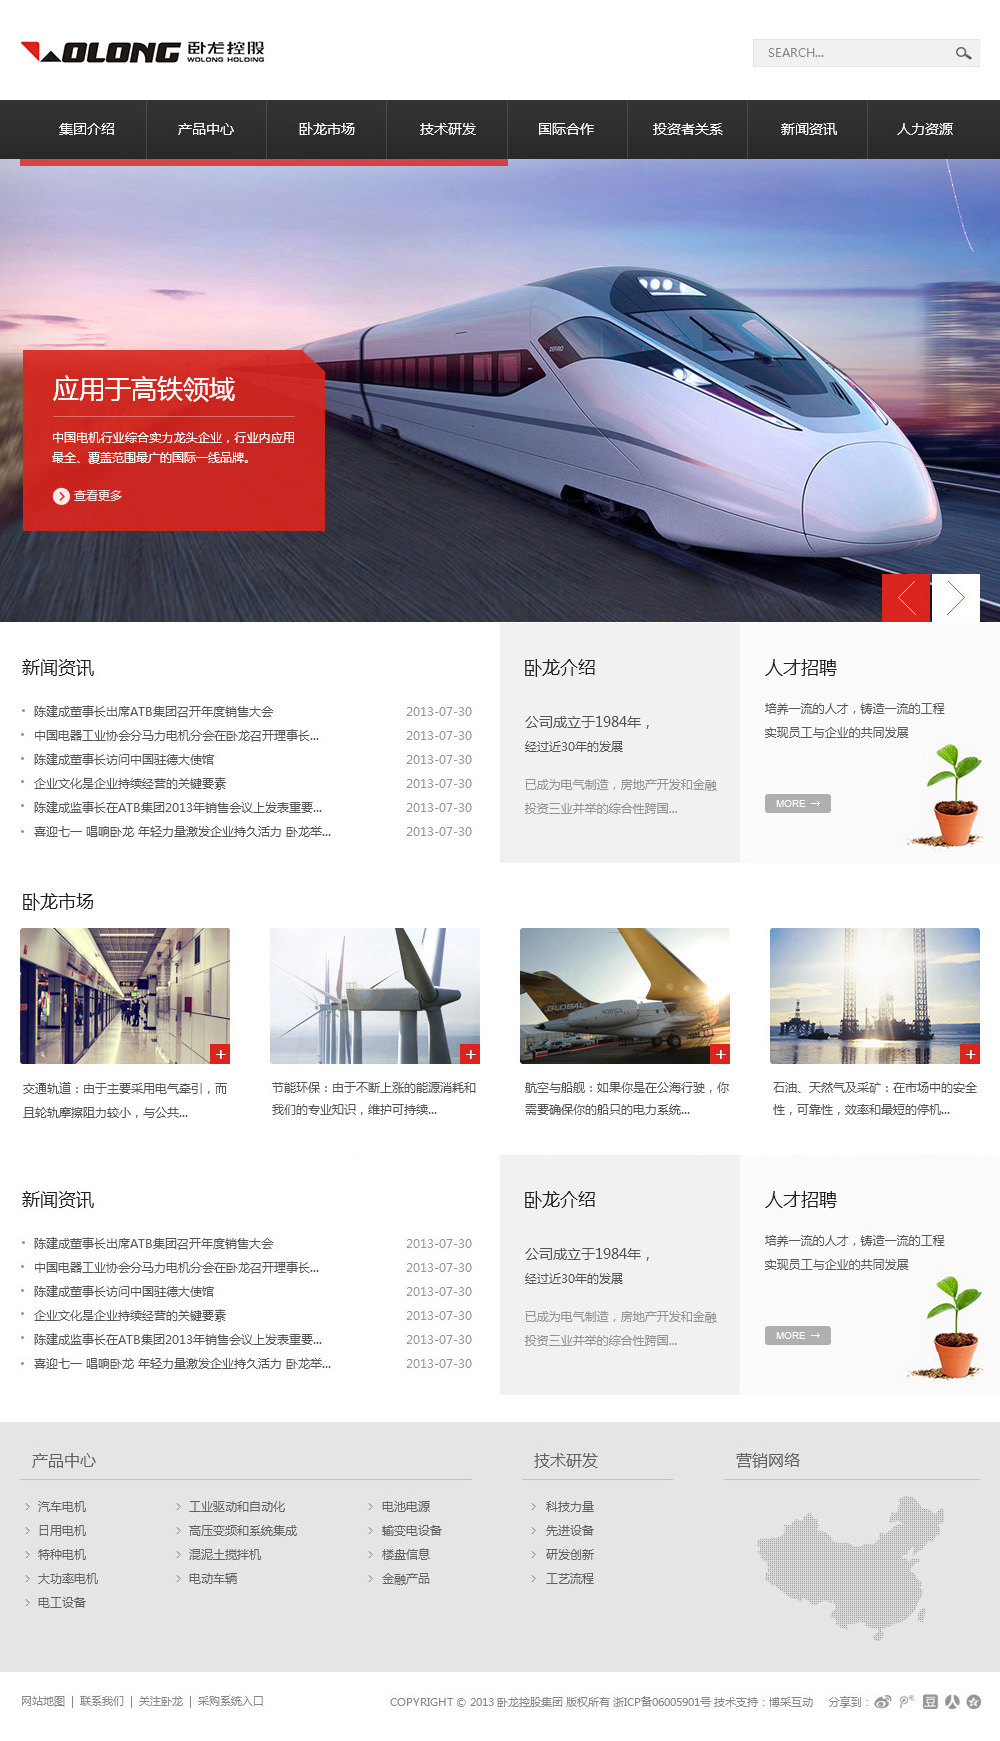 WOLONG 卧龙控股
WOLONG HOLDING
SEARCH...
集团介绍 产品中心 卧龙市场 技术研发 国际合作 投资者关系 新闻资讯 人力资源
应用于高铁领域
中国电机行业综合实力龙头企业，行业内应用
最全、覆盖范围最广的国际一线品牌。
查看更多
ZEFIRO
新闻资讯
陈建成董事长出席ATB集团召开年度销售大会 2013-07-30
中国电器工业协会分马力电机分会在卧龙召开理事长... 2013-07-30
陈建成董事长访问中国驻德大使馆 2013-07-30
企业文化是企业持续经营的关键要素 2013-07-30
陈建成监事长在ATB集团2013年销售会议上发表重要... 2013-07-30
喜迎七一 唱响卧龙 年轻力量激发企业持久活力 卧龙举... 2013-07-30
卧龙介绍
公司成立于1984年，
经过近30年的发展
已成为电气制造，房地产开发和金融
投资三业并举的综合性跨国...
人才招聘
培养一流的人才，铸造一流的工程
实现员工与企业的共同发展
MORE →
卧龙市场
GLOBAL
交通轨道：由于主要采用电气牵引，而
且轮轨摩擦阻力较小，与公共...
节能环保：由于不断上涨的能源消耗和
我们的专业知识，维护可持续...
航空与船舰：如果你是在公海行驶，你
需要确保你的船只的电力系统...
石油、天然气及采矿：在市场中的安全
性，可靠性，效率和最短的停机...
新闻资讯
陈建成董事长出席ATB集团召开年度销售大会 2013-07-30
中国电器工业协会分马力电机分会在卧龙召开理事长... 2013-07-30
陈建成董事长访问中国驻德大使馆 2013-07-30
企业文化是企业持续经营的关键要素 2013-07-30
陈建成监事长在ATB集团2013年销售会议上发表重要... 2013-07-30
喜迎七一 唱响卧龙 年轻力量激发企业持久活力 卧龙举... 2013-07-30
卧龙介绍
公司成立于1984年，
经过近30年的发展
已成为电气制造，房地产开发和金融
投资三业并举的综合性跨国...
人才招聘
培养一流的人才，铸造一流的工程
实现员工与企业的共同发展
MORE →
产品中心
汽车电机 工业驱动和自动化 电池电源
日用电机 高压变频和系统集成 输变电设备
特种电机 混泥土搅拌机 楼盘信息
大功率电机 电动车辆 金融产品
电工设备
技术研发
科技力量
先进设备
研发创新
工艺流程
营销网络
网站地图 | 联系我们 | 关注卧龙 | 采购系统入口
COPYRIGHT © 2013 卧龙控股集团 版权所有 浙ICP备06005901号 技术支持：博采互动 分享到：
豆